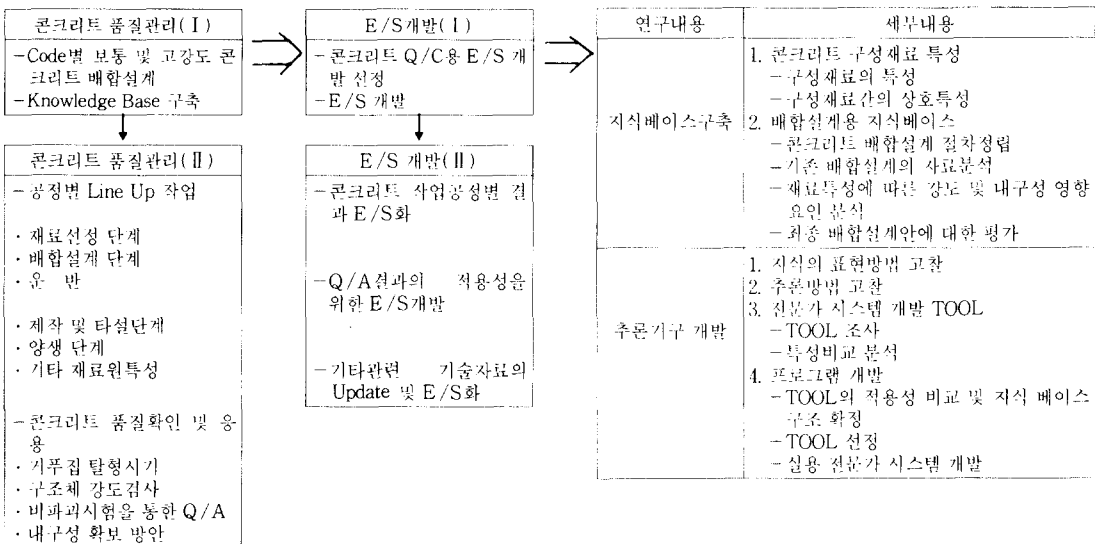 콘크리트 품질관리(Ⅰ)
-Code별 보통 및 고강도 콘
크리트 배합설계
-Knowledge Base 구축
콘크리트 품질관리(Ⅱ)
-공정별 Line Up 작업
· 재료선정 단계
· 배합설계 단계
· 운 반
· 제작 및 타설단계
· 양생 단계
· 기타 재료원특성
-콘크리트 품질확인 및 응
용
· 거푸집 탈형시기
· 구조체 강도검사
· 비파괴시험을 통한 Q/A
· 내구성 확보 방안
E/S개발(Ⅰ)
-콘크리트 Q/C용 E/S 개
발 선정
-E/S 개발
E/S 개발(Ⅱ)
-콘크리트 작업공정별 결
과 E/S화
-Q/A결과의 적용성을
위한 E/S개발
-기타관련 기술자료의
Update 및 E/S화
연구내용
세부내용
지식베이스구축
1. 콘크리트 구성재료 특성
-구성재료의 특성
-구성재료간의 상호특성
2. 배합설계용 지식베이스
-콘크리트 배합설계 절차정립
-기존 배합설계의 자료분석
-재료특성에 따른 강도 및 내구성 영향
요인 분석
-최종 배합설계안에 대한 평가
추론기구 개발
1. 지식의 표현방법 고찰
2. 추론방법 고찰
3. 전문가 시스템 개발 TOOL
-TOOL 조사
-특성비교 분석
4. 프로그램 개발
-TOOL의 적용성 비교 및 지식 베이스
구조 확정
-TOOL 선정
-실용 전문가 시스템 개발